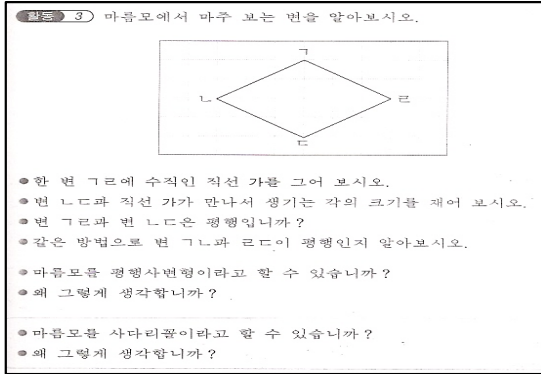 활동 3 마름모에서 마주 보는 변을 알아보시오.
ㄱ
ㄴ ㄹ
ㄷ
●한 변 ㄱㄹ에 수직인 직선 가를 그어 보시오.
●변 ㄴㄷ과 직선 가가 만나서 생기는 각의 크기를 재어 보시오.
●변 ㄱㄹ과 변 ㄴㄷ은 평행입니까?
●같은 방법으로 변 ㄱㄴ과 ㄹㄷ이 평행인지 알아보시오.
●마름모를 평행사변형이라고 할 수 있습니까?
●왜 그렇게 생각합니까?
●마름모를 사다리꼴이라고 할 수 있습니까?
●왜 그렇게 생각합니까?